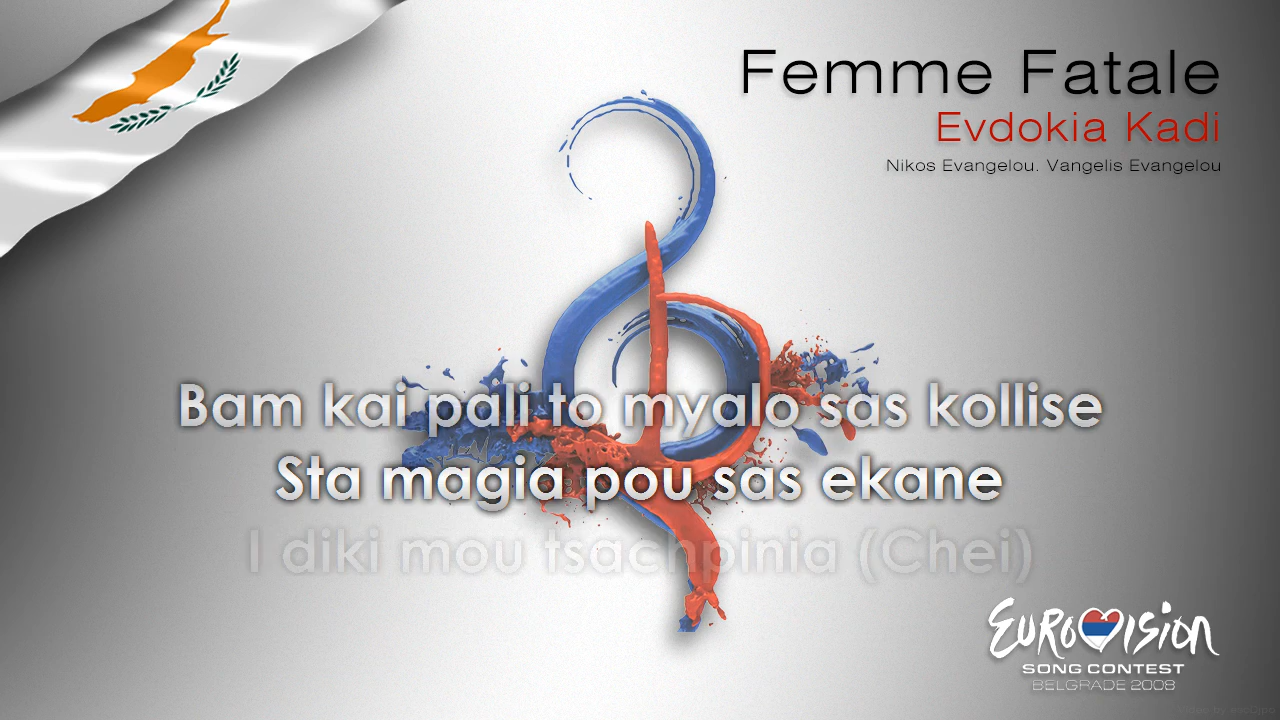 Femme Fatale
Evdokia Kadi
Nikos Evangelou. Vangelis Evangelou
Bam kai pali to myalo sas kollise
Sta magia pou sas ekane
I diki mou tsachpinia (Chei)
EUROVISION
SONG CONTEST
BELGRADE 2008